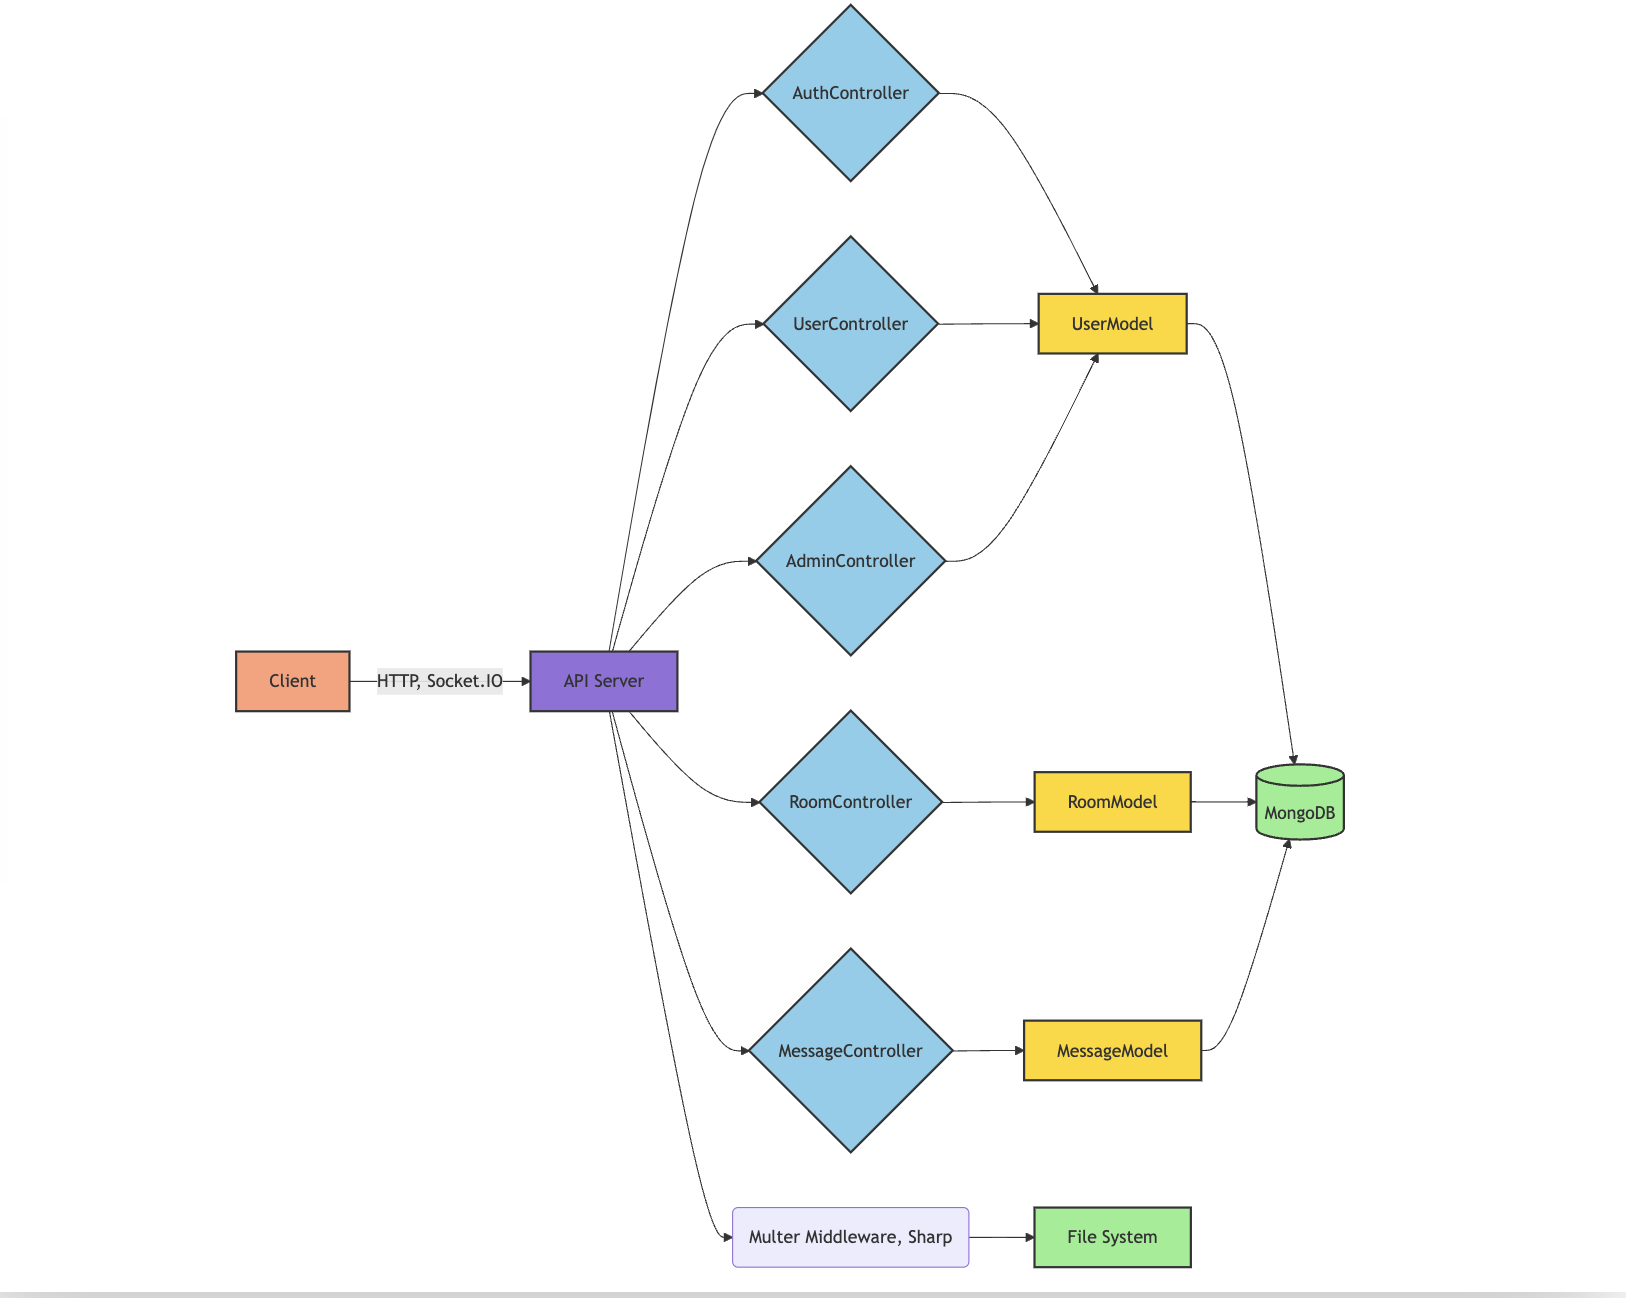 AuthController
UserController
UserModel
AdminController
Client
HTTP, Socket.IO
API Server
RoomController
RoomModel
MongoDB
MessageController
MessageModel
Multer Middleware, Sharp
File System